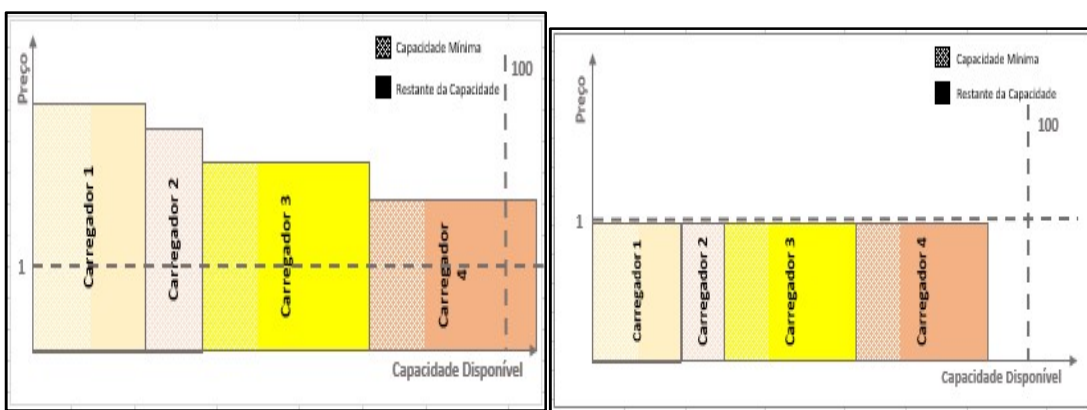 Preço
Capacidade Mínima
Restante da Capacidade
100
1
Carregador 1
Carregador 2
Carregador 3
Carregador
4
Capacidade Disponível
Preço
Capacidade Mínima
Restante da Capacidade
100
1
Carregador 1
Carregador 2
Carregador 3
Carregador 4
Capacidade Disponível